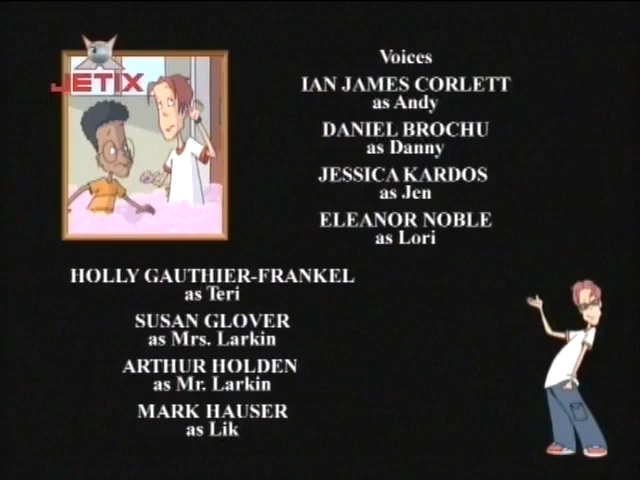 JETIX
Voices
IAN JAMES CORLETT
as Andy
DANIEL BROCHU
as Danny
JESSICA KARDOS
as Jen
ELEANOR NOBLE
as Lori
HOLLY GAUTHIER-FRANKEL
as Teri
SUSAN GLOVER
as Mrs. Larkin
ARTHUR HOLDEN
as Mr. Larkin
MARK HAUSER
as Lik